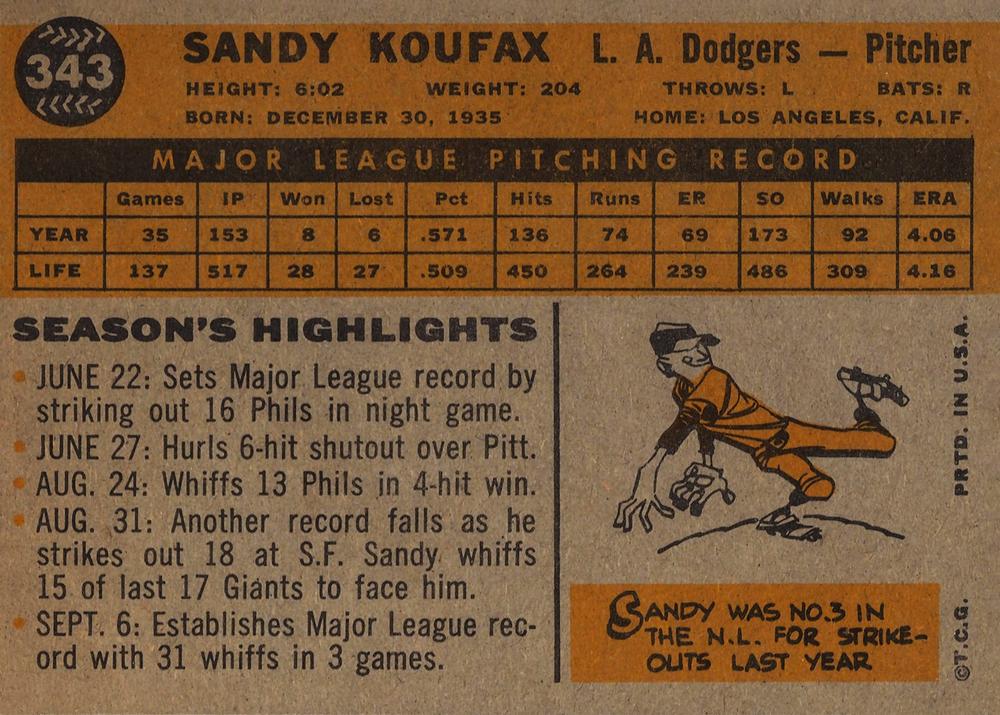 343
SANDY KOUFAX L. A. Dodgers — Pitcher
HEIGHT: 6:02 WEIGHT: 204 THROWS: L BATS: R
BORN: DECEMBER 30, 1935 HOME: LOS ANGELES, CALIF.
MAJOR LEAGUE PITCHING RECORD
Games IP Won Lost Pct Hits Runs ER SO Walks ERA
YEAR 35 153 8 6 .571 136 74 69 173 92 4.06
LIFE 137 517 28 27 .509 450 264 239 486 309 4.16
SEASON'S HIGHLIGHTS
• JUNE 22: Sets Major League record by
striking out 16 Phils in night game.
• JUNE 27: Hurls 6-hit shutout over Pitt.
• AUG. 24: Whiffs 13 Phils in 4-hit win.
• AUG. 31: Another record falls as he
strikes out 18 at S.F. Sandy whiffs
15 of last 17 Giants to face him.
• SEPT. 6: Establishes Major League rec-
ord with 31 whiffs in 3 games.
SANDY WAS NO.3 IN
THE N.L. FOR STRIKE-
OUTS LAST YEAR
©T.C.G. PRTD. IN U.S.A.